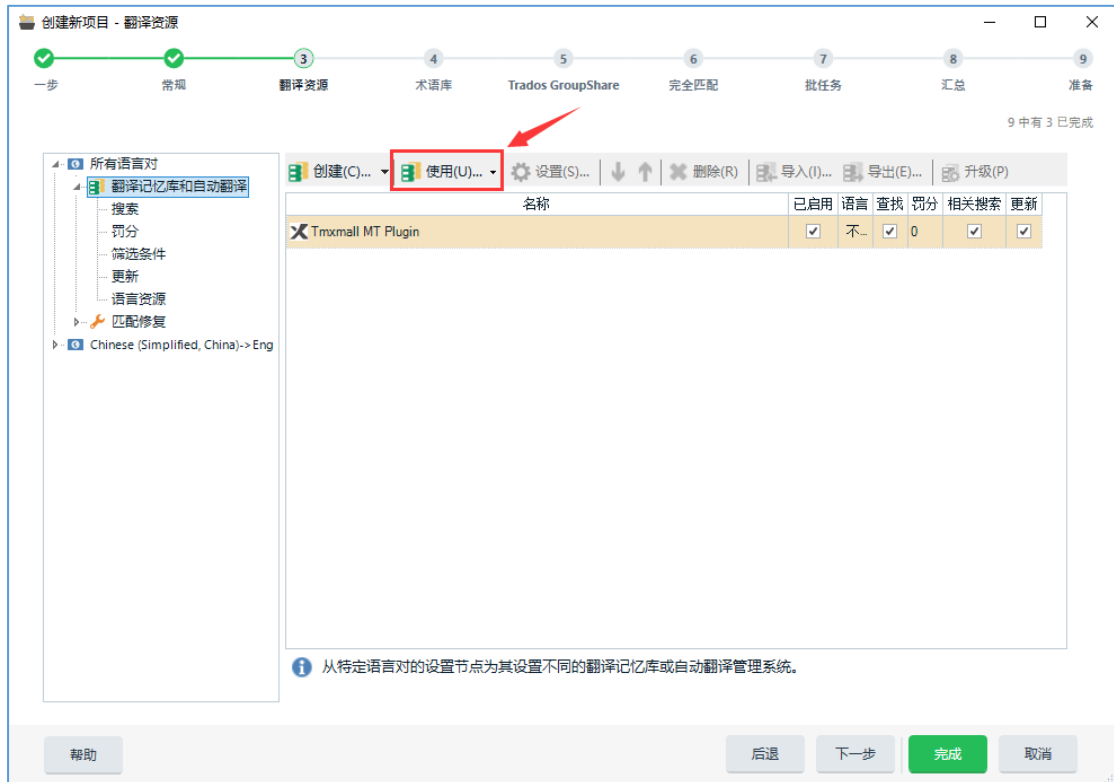 创建新项目 - 翻译资源
3 4 5 6 7 8 9
一步 常规 翻译资源 术语库 Trados GroupShare 完全匹配 批任务 汇总 准备
9 中有 3 已完成
所有语言对
翻译记忆库和自动翻译
搜索
罚分
筛选条件
更新
语言资源
匹配修复
Chinese (Simplified, China)->Eng
创建(C)... 使用(U)... 设置(S)... 删除(R) 导入(I)... 导出(E)... 升级(P)
名称 已启用 语言 查找 罚分 相关搜索 更新
Tmxmall MT Plugin 不... 0
从特定语言对的设置节点为其设置不同的翻译记忆库或自动翻译管理系统。
帮助 后退 下一步 完成 取消